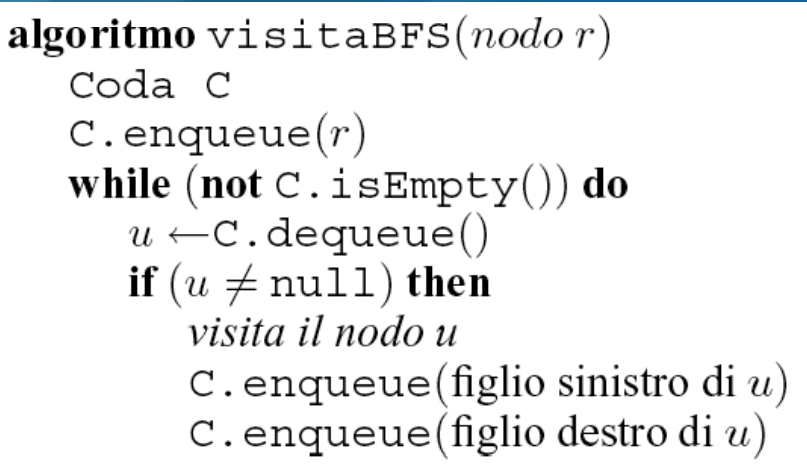 algoritmo visitaBFS(nodo r)
Coda C
C.enqueue(r)
while (not C.isEmpty()) do
u ←C.dequeue()
if (u ≠ null) then
visita il nodo u
C.enqueue(figlio sinistro di u)
C.enqueue(figlio destro di u)